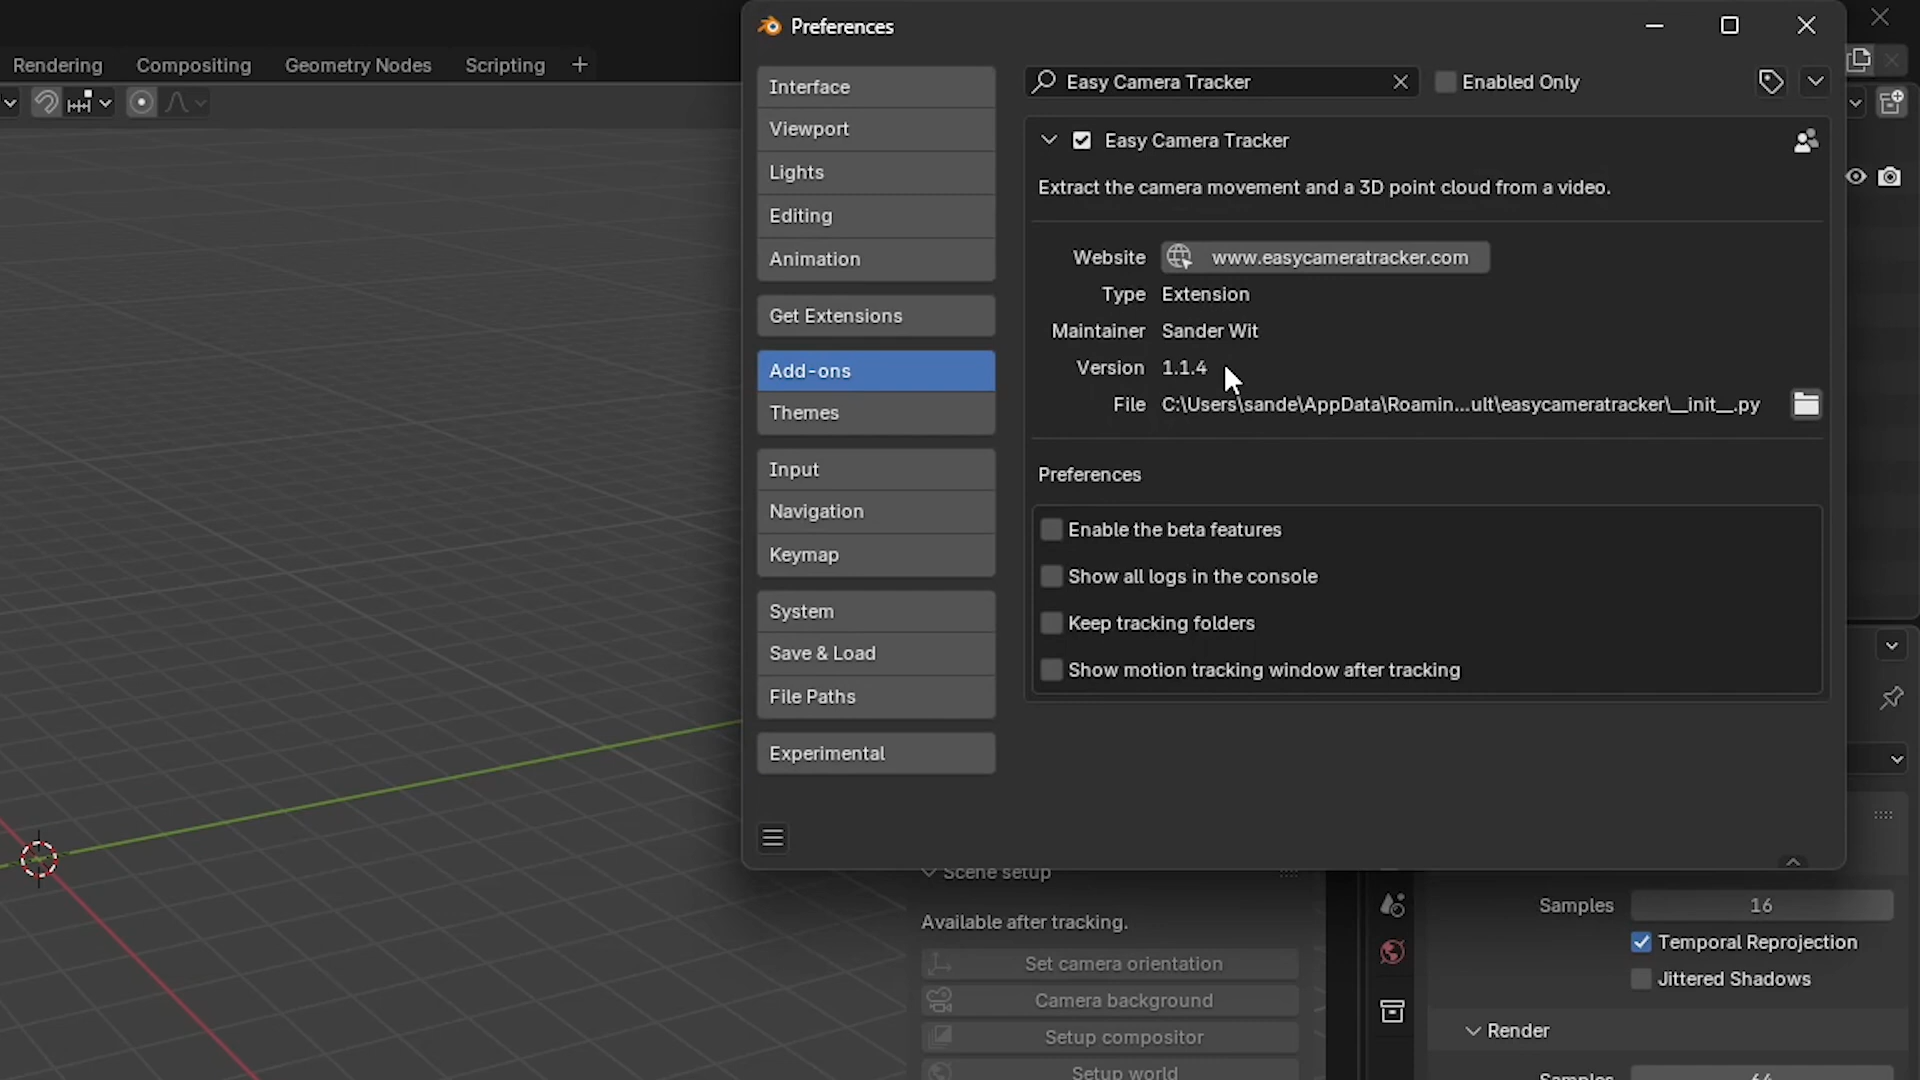 Preferences
Rendering
Compositing
Geometry Nodes
Scripting
+
Interface
Viewport
Lights
Editing
Animation
Get Extensions
Add-ons
Themes
Input
Navigation
Keymap
System
Save & Load
File Paths
Experimental
Easy Camera Tracker
Enabled Only
Easy Camera Tracker
Extract the camera movement and a 3D point cloud from a video.
Website www.easycameratracker.com
Type Extension
Maintainer Sander Wit
Version 1.1.4
File C:\Users\sande\AppData\Roamin...ult\easycameratracker\__init__.py
Preferences
Enable the beta features
Show all logs in the console
Keep tracking folders
Show motion tracking window after tracking
Scene setup
Available after tracking.
Set camera orientation
Camera background
Setup compositor
Setup world
Samples 16
Temporal Reprojection
Jittered Shadows
Render
Samples 64